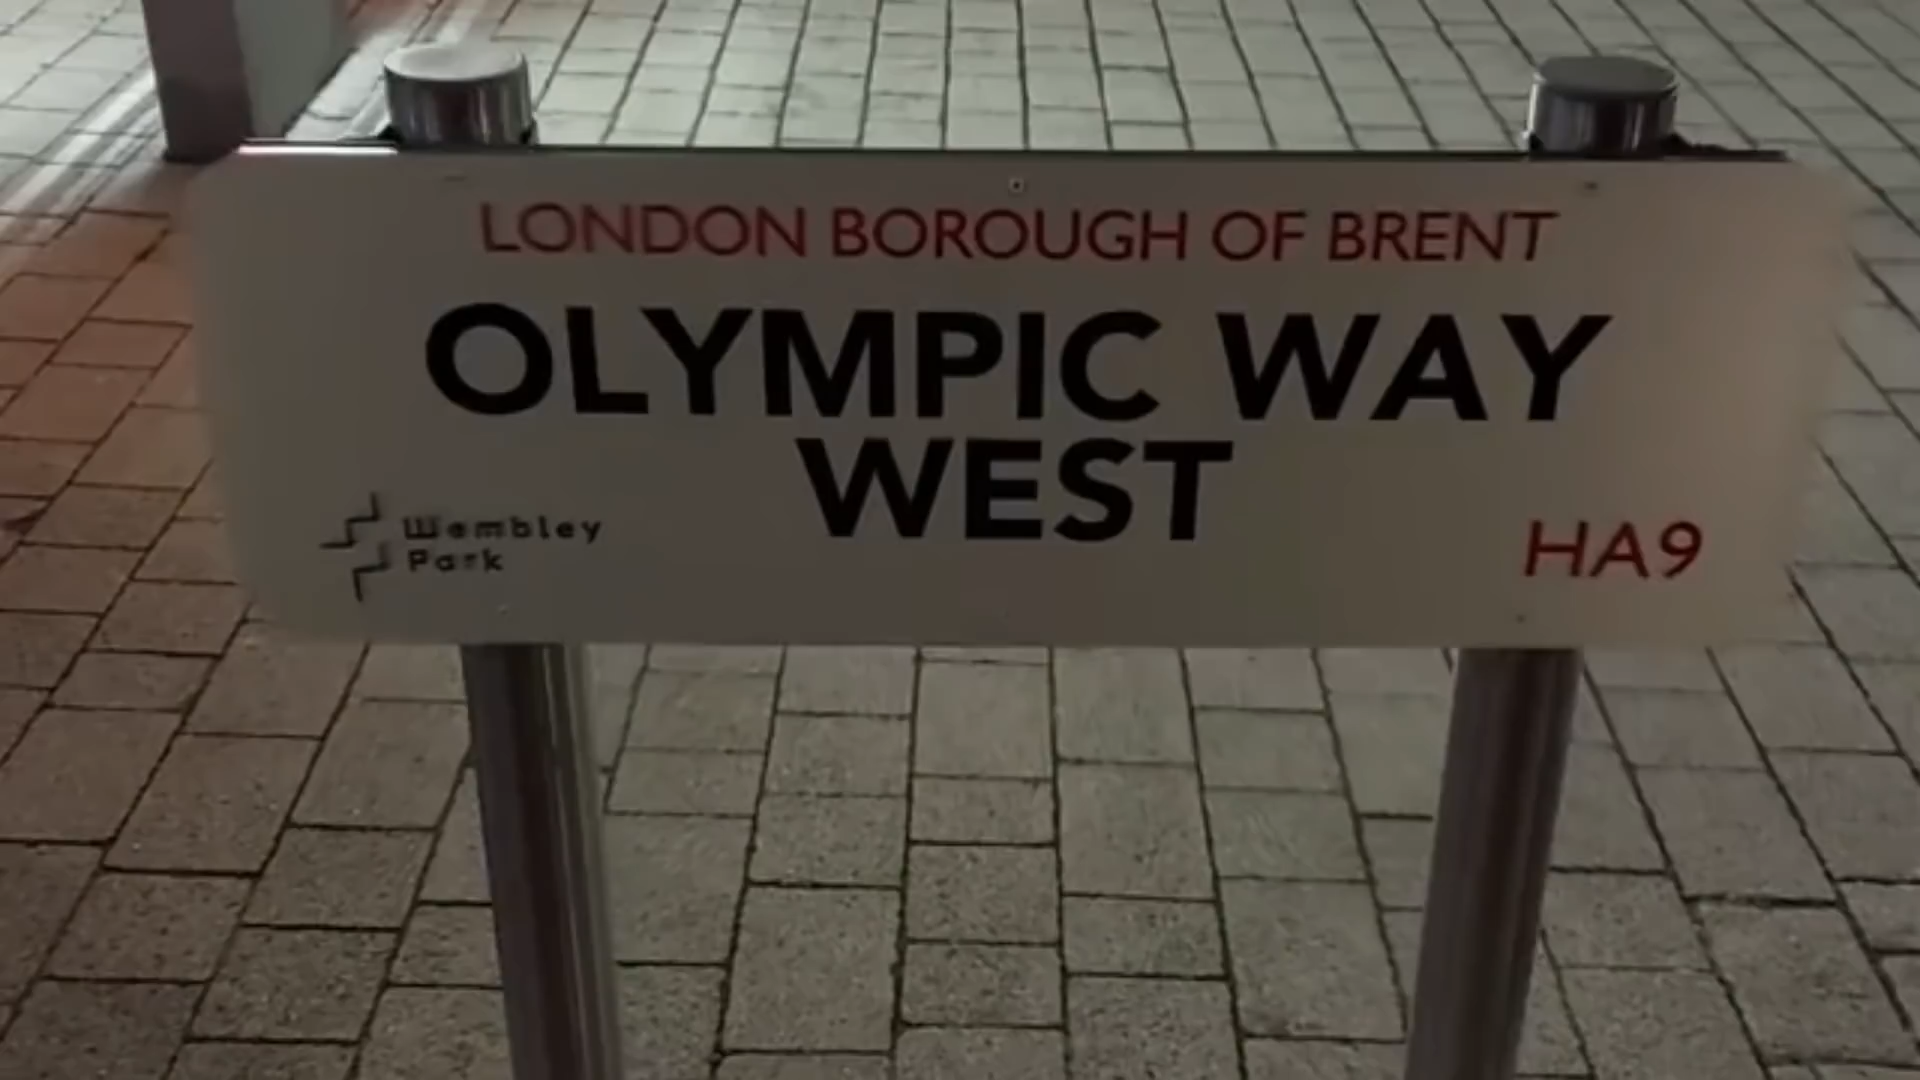 LONDON BOROUGH OF BRENT
OLYMPIC WAY
WEST
Wembley
Park
HA9